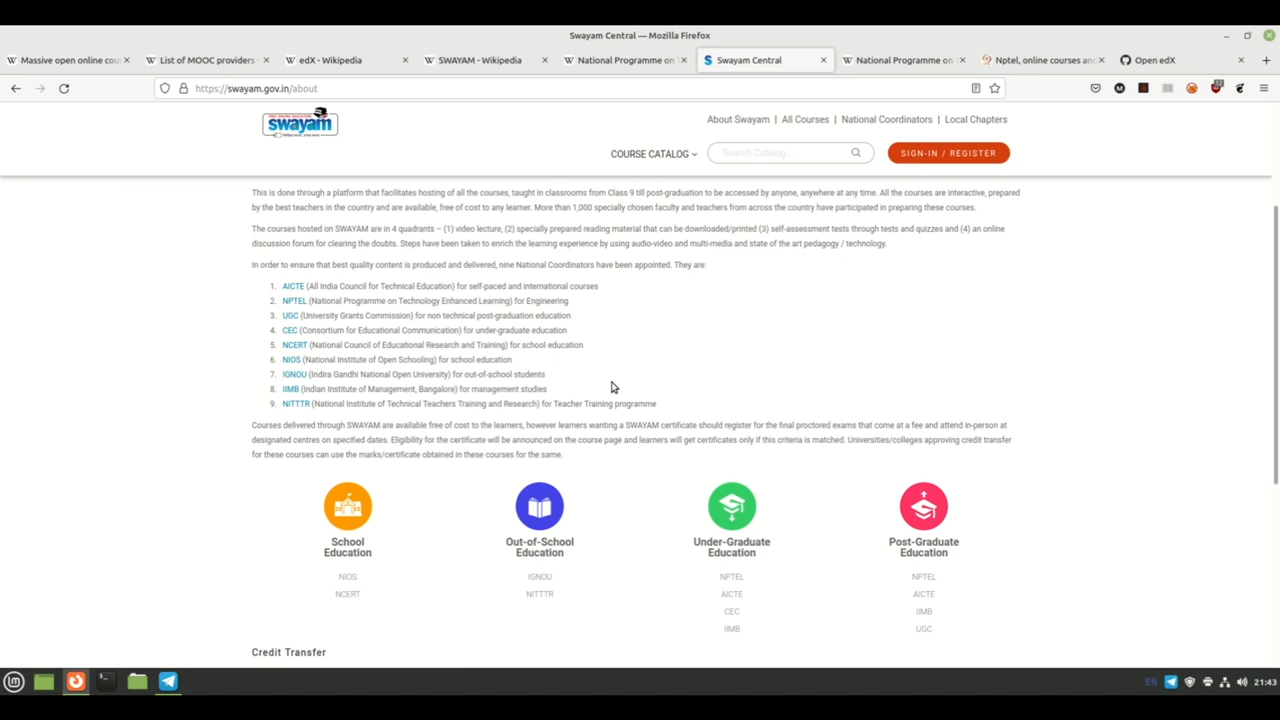 Swayam Central — Mozilla Firefox
Massive open online cou
List of MOOC providers -
edX - Wikipedia
SWAYAM - Wikipedia
National Programme on
Swayam Central
National Programme on
Nptel, online courses and
Open edX
https://swayam.gov.in/about
swayam
About Swayam | All Courses | National Coordinators | Local Chapters
COURSE CATALOG
Search Catalog...
SIGN-IN / REGISTER
This is done through a platform that facilitates hosting of all the courses, taught in classrooms from Class 9 till post-graduation to be accessed by anyone, anywhere at any time. All the courses are interactive, prepared
by the best teachers in the country and are available, free of cost to any learner. More than 1,000 specially chosen faculty and teachers from across the country have participated in preparing these courses.
The courses hosted on SWAYAM are in 4 quadrants – (1) video lecture, (2) specially prepared reading material that can be downloaded/printed (3) self-assessment tests through tests and quizzes and (4) an online
discussion forum for clearing the doubts. Steps have been taken to enrich the learning experience by using audio-video and multi-media and state of the art pedagogy / technology.
In order to ensure that best quality content is produced and delivered, nine National Coordinators have been appointed. They are:
1. AICTE (All India Council for Technical Education) for self-paced and international courses
2. NPTEL (National Programme on Technology Enhanced Learning) for Engineering
3. UGC (University Grants Commission) for non technical post-graduation education
4. CEC (Consortium for Educational Communication) for under-graduate education
5. NCERT (National Council of Educational Research and Training) for school education
6. NIOS (National Institute of Open Schooling) for school education
7. IGNOU (Indira Gandhi National Open University) for out-of-school students
8. IIMB (Indian Institute of Management, Bangalore) for management studies
9. NITTTR (National Institute of Technical Teachers Training and Research) for Teacher Training programme
Courses delivered through SWAYAM are available free of cost to the learners, however learners wanting a SWAYAM certificate should register for the final proctored exams that come at a fee and attend in-person at
designated centres on specified dates. Eligibility for the certificate will be announced on the course page and learners will get certificates only if this criteria is matched. Universities/colleges approving credit transfer
for these courses can use the marks/certificate obtained in these courses for the same.
School
Education
NIOS
NCERT
Out-of-School
Education
IGNOU
NITTTR
Under-Graduate
Education
NPTEL
AICTE
CEC
IIMB
Post-Graduate
Education
NPTEL
AICTE
IIMB
UGC
Credit Transfer
EN
21:43